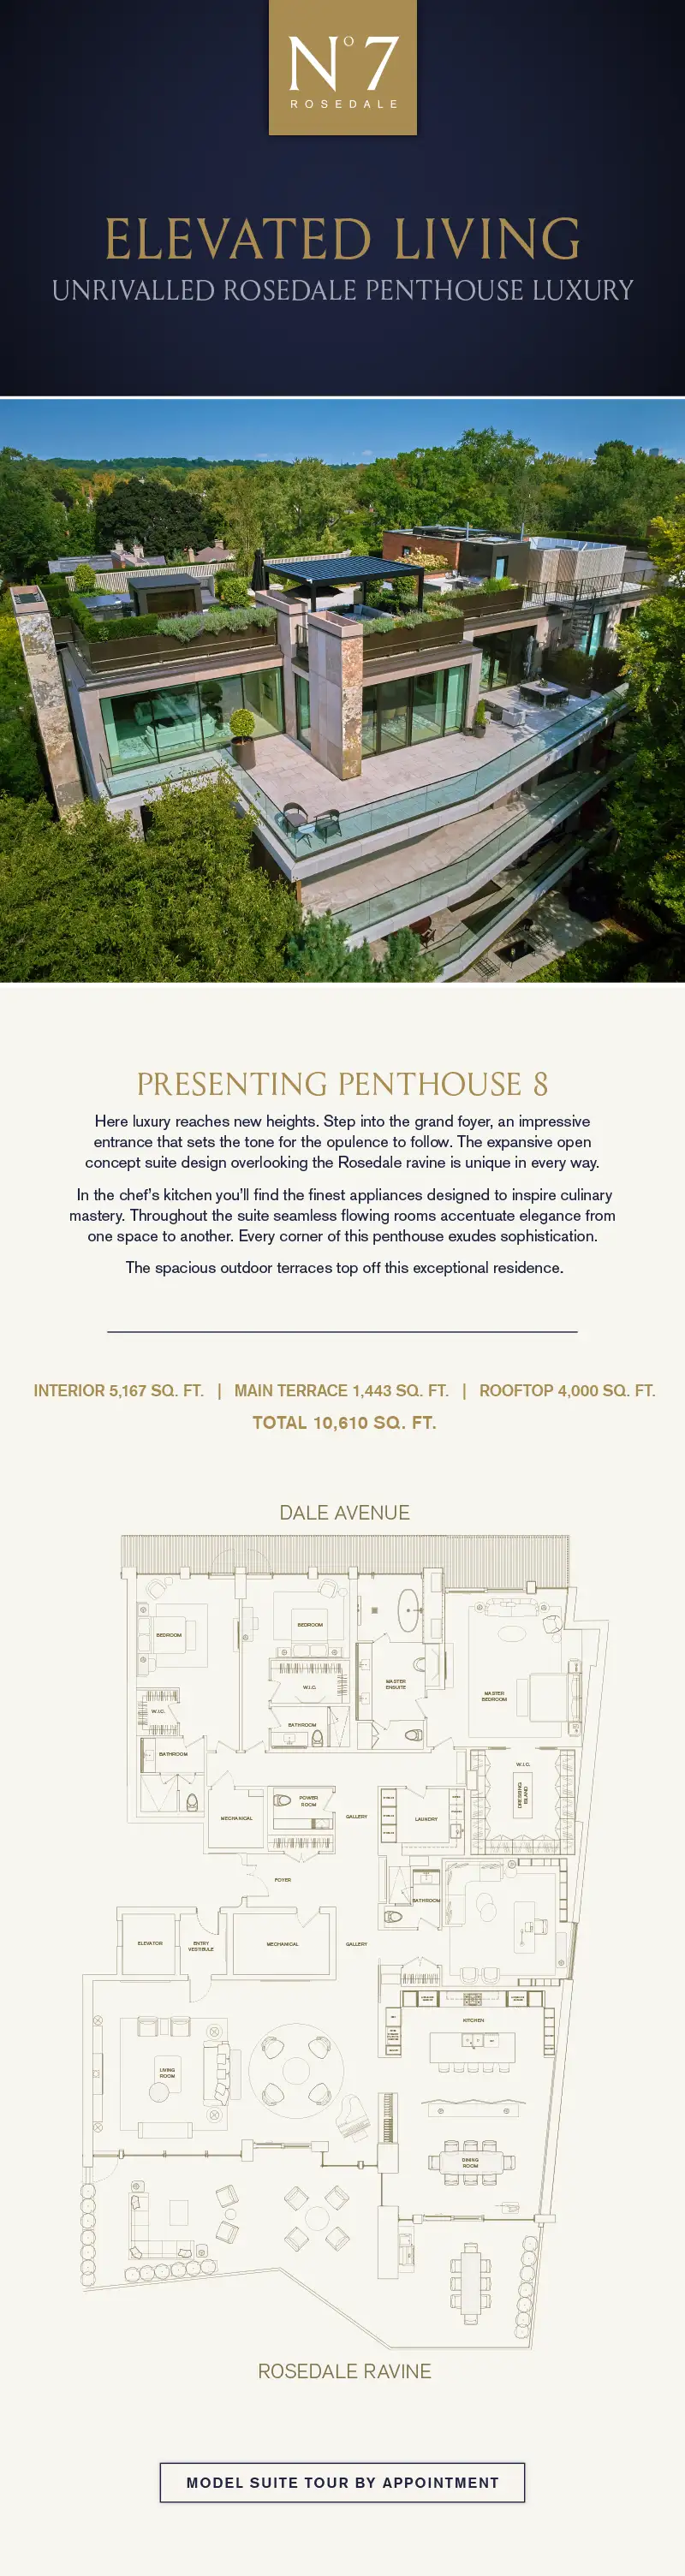 Nº7
ROSEDALE
ELEVATED LIVING
UNRIVALLED ROSEDALE PENTHOUSE LUXURY
PRESENTING PENTHOUSE 8
Here luxury reaches new heights. Step into the grand foyer, an impressive
entrance that sets the tone for the opulence to follow. The expansive open
concept suite design overlooking the Rosedale ravine is unique in every way.
In the chef’s kitchen you’ll find the finest appliances designed to inspire culinary
mastery. Throughout the suite seamless flowing rooms accentuate elegance from
one space to another. Every corner of this penthouse exudes sophistication.
The spacious outdoor terraces top off this exceptional residence.
INTERIOR 5,167 SQ. FT. | MAIN TERRACE 1,443 SQ. FT. | ROOFTOP 4,000 SQ. FT.
TOTAL 10,610 SQ. FT.
DALE AVENUE
BEDROOM
BEDROOM
W.I.C.
MASTER
ENSUITE
MASTER
BEDROOM
W.I.C.
BATHROOM
BATHROOM
W.I.C.
DRESSING
ISLAND
MECHANICAL
POWER
ROOM
GALLERY
LAUNDRY
FOYER
BATHROOM
ELEVATOR
ENTRY
VESTIBULE
MECHANICAL
GALLERY
KITCHEN
LIVING
ROOM
DINING
ROOM
ROSEDALE RAVINE
MODEL SUITE TOUR BY APPOINTMENT